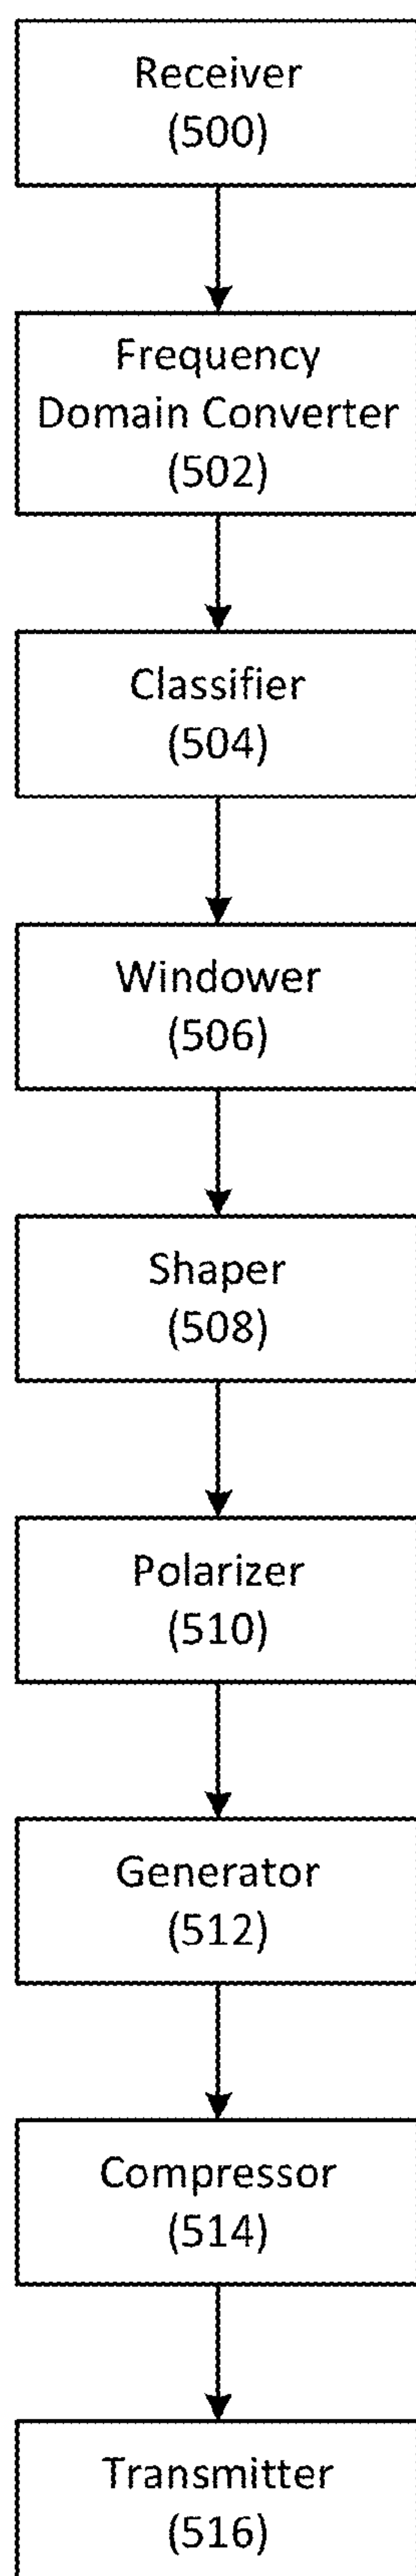 Receiver
(500)
Frequency
Domain Converter
(502)
Classifier
(504)
Windower
(506)
Shaper
(508)
Polarizer
(510)
Generator
(512)
Compressor
(514)
Transmitter
(516)